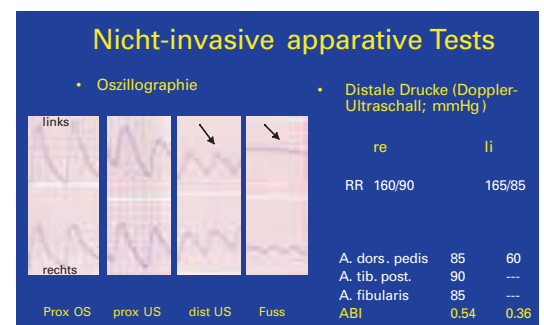 Nicht-invasive apparative Tests
• Oszillographie
links
rechts
Prox OS prox US dist US Fuss
• Distale Drucke (Doppler-
Ultraschall; mmHg)
re li
RR 160/90 165/85
A. dors. pedis 85 60
A. tib. post. 90 ---
A. fibularis 85 ---
ABI 0.54 0.36